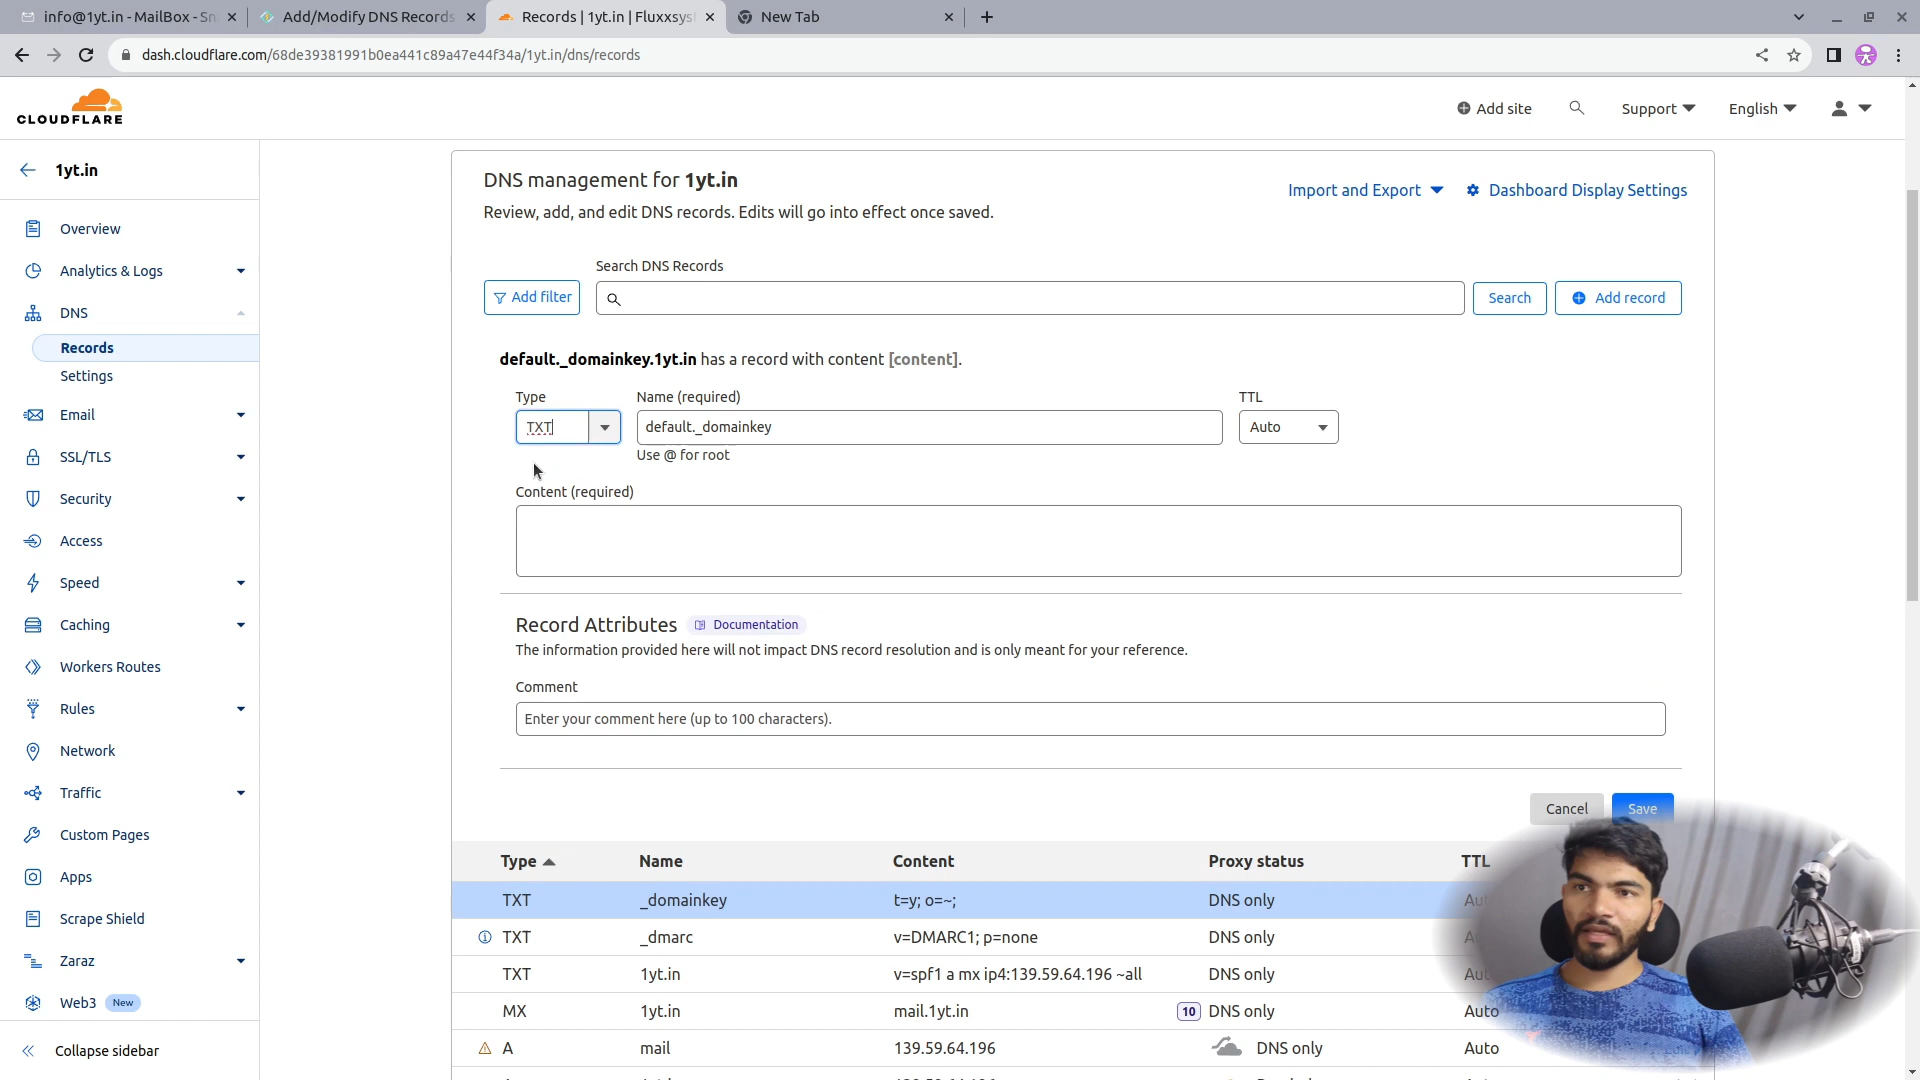 info@1yt.in - MailBox - Sn
Add/Modify DNS Records
Records | 1yt.in | Fluxxsys
New Tab
dash.cloudflare.com/68de39381991b0ea441c89a47e44f34a/1yt.in/dns/records
CLOUDFLARE
Add site
Support
English
1yt.in
Overview
Analytics & Logs
DNS
Records
Settings
Email
SSL/TLS
Security
Access
Speed
Caching
Workers Routes
Rules
Network
Traffic
Custom Pages
Apps
Scrape Shield
Zaraz
Web3 New
Collapse sidebar
DNS management for 1yt.in
Review, add, and edit DNS records. Edits will go into effect once saved.
Import and Export
Dashboard Display Settings
Search DNS Records
Add filter
Search
Add record
default._domainkey.1yt.in has a record with content [content].
Type Name (required) TTL
TXT default._domainkey Auto
Use @ for root
Content (required)
Record Attributes Documentation
The information provided here will not impact DNS record resolution and is only meant for your reference.
Comment
Enter your comment here (up to 100 characters).
Cancel Save
Type Name Content Proxy status TTL
TXT _domainkey t=y; o=~; DNS only
TXT _dmarc v=DMARC1; p=none DNS only
TXT 1yt.in v=spf1 a mx ip4:139.59.64.196 ~all DNS only
MX 1yt.in mail.1yt.in 10 DNS only Auto
A mail 139.59.64.196 DNS only Auto